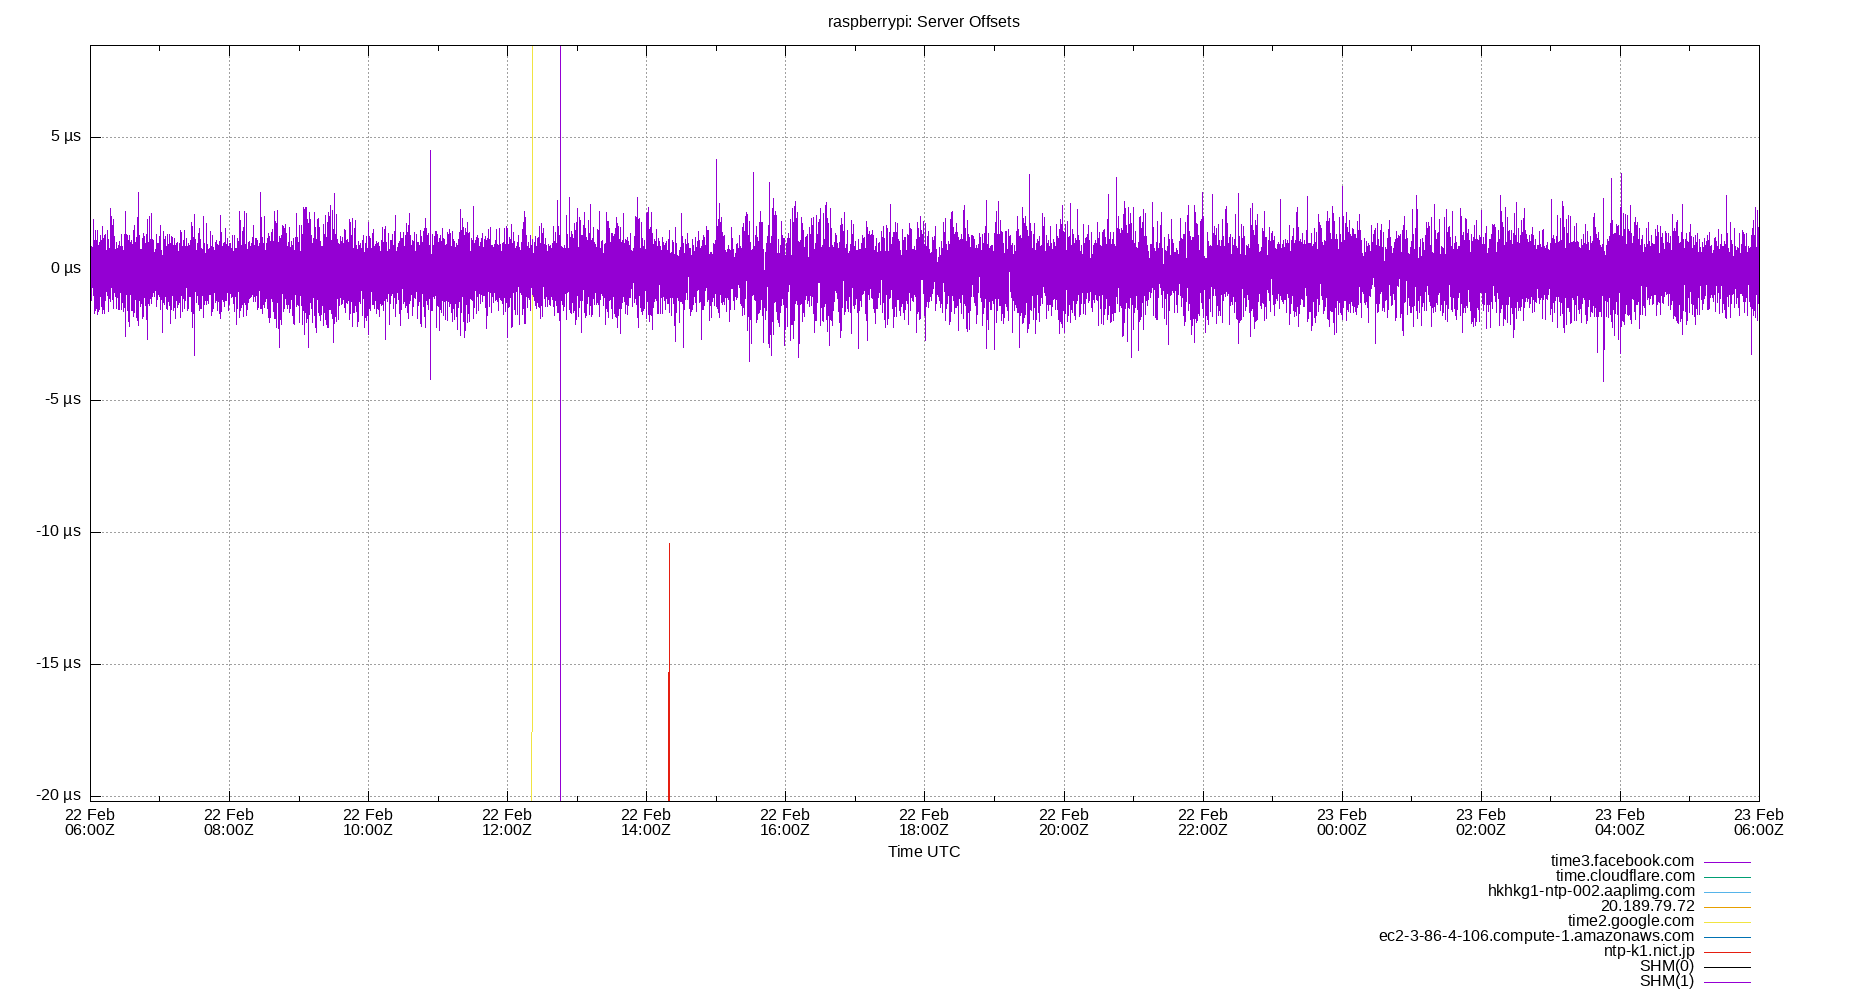 raspberrypi: Server Offsets
5 µs
0 µs
-5 µs
-10 µs
-15 µs
-20 µs
22 Feb 22 Feb 22 Feb 22 Feb 22 Feb 22 Feb 22 Feb 22 Feb 22 Feb 23 Feb 23 Feb 23 Feb 23 Feb
06:00Z 08:00Z 10:00Z 12:00Z 14:00Z 16:00Z 18:00Z 20:00Z 22:00Z 00:00Z 02:00Z 04:00Z 06:00Z
Time UTC
time3.facebook.com
time.cloudflare.com
hkhkg1-ntp-002.aaplimg.com
20.189.79.72
time2.google.com
ec2-3-86-4-106.compute-1.amazonaws.com
ntp-k1.nict.jp
SHM(0)
SHM(1)